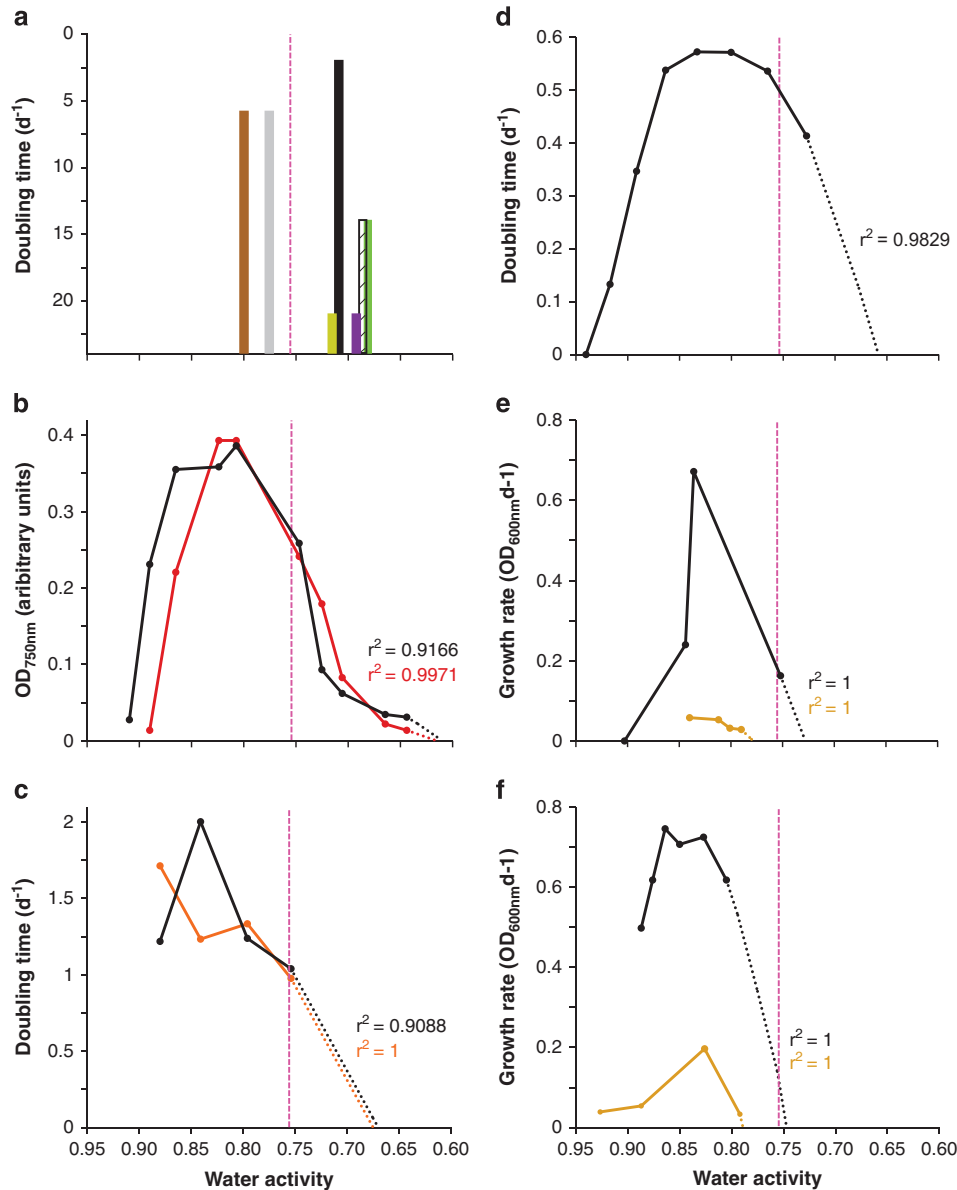 a
0
5
10
15
20
Doubling time (d-1)
b
0.4
0.3
0.2
0.1
0
OD750nm (aribitrary units)
r2 = 0.9166
r2 = 0.9971
c
2
1.5
1
0.5
0
Doubling time (d-1)
r2 = 0.9088
r2 = 1
0.95 0.90 0.80 0.80 0.75 0.70 0.65 0.60
Water activity
d
0.6
0.5
0.4
0.3
0.2
0.1
0
Doubling time (d-1)
r2 = 0.9829
e
0.8
0.6
0.4
0.2
0
Growth rate (OD600nmd-1)
r2 = 1
r2 = 1
f
0.8
0.6
0.4
0.2
0
Growth rate (OD600nmd-1)
r2 = 1
r2 = 1
0.95 0.90 0.85 0.80 0.75 0.70 0.65 0.60
Water activity